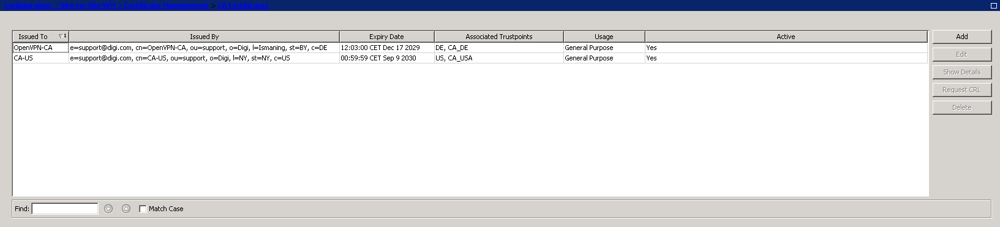 Configuration > Site-to-Site VPN > Certificate Management > CA Certificates
Issued To 1 Issued By Expiry Date Associated Trustpoints Usage Active
OpenVPN-CA e=support@digi.com, cn=OpenVPN-CA, ou=support, o=Digi, l=Ismaning, st=BY, c=DE 12:03:00 CET Dec 17 2029 DE, CA_DE General Purpose Yes
CA-US e=support@digi.com, cn=CA-US, ou=support, o=Digi, l=NY, st=NY, c=US 00:59:59 CET Sep 9 2030 US, CA_USA General Purpose Yes
Add
Edit
Show Details
Request CRL
Delete
Find: Match Case